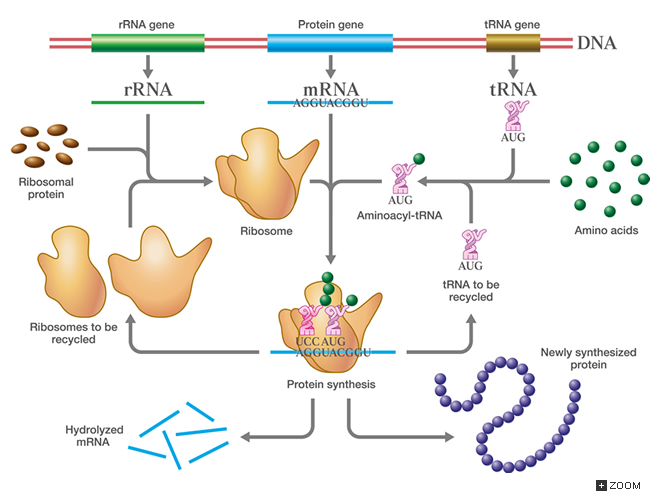 rRNA gene
Protein gene
tRNA gene
DNA
rRNA
mRNA
AGGUACGGU
tRNA
AUG
Ribosomal
protein
Ribosome
AUG
Aminoacyl-tRNA
Amino acids
AUG
tRNA to be
recycled
Ribosomes to be
recycled
UCC AUG
AGGUACGGU
Protein synthesis
Newly synthesized
protein
Hydrolyzed
mRNA
+ ZOOM